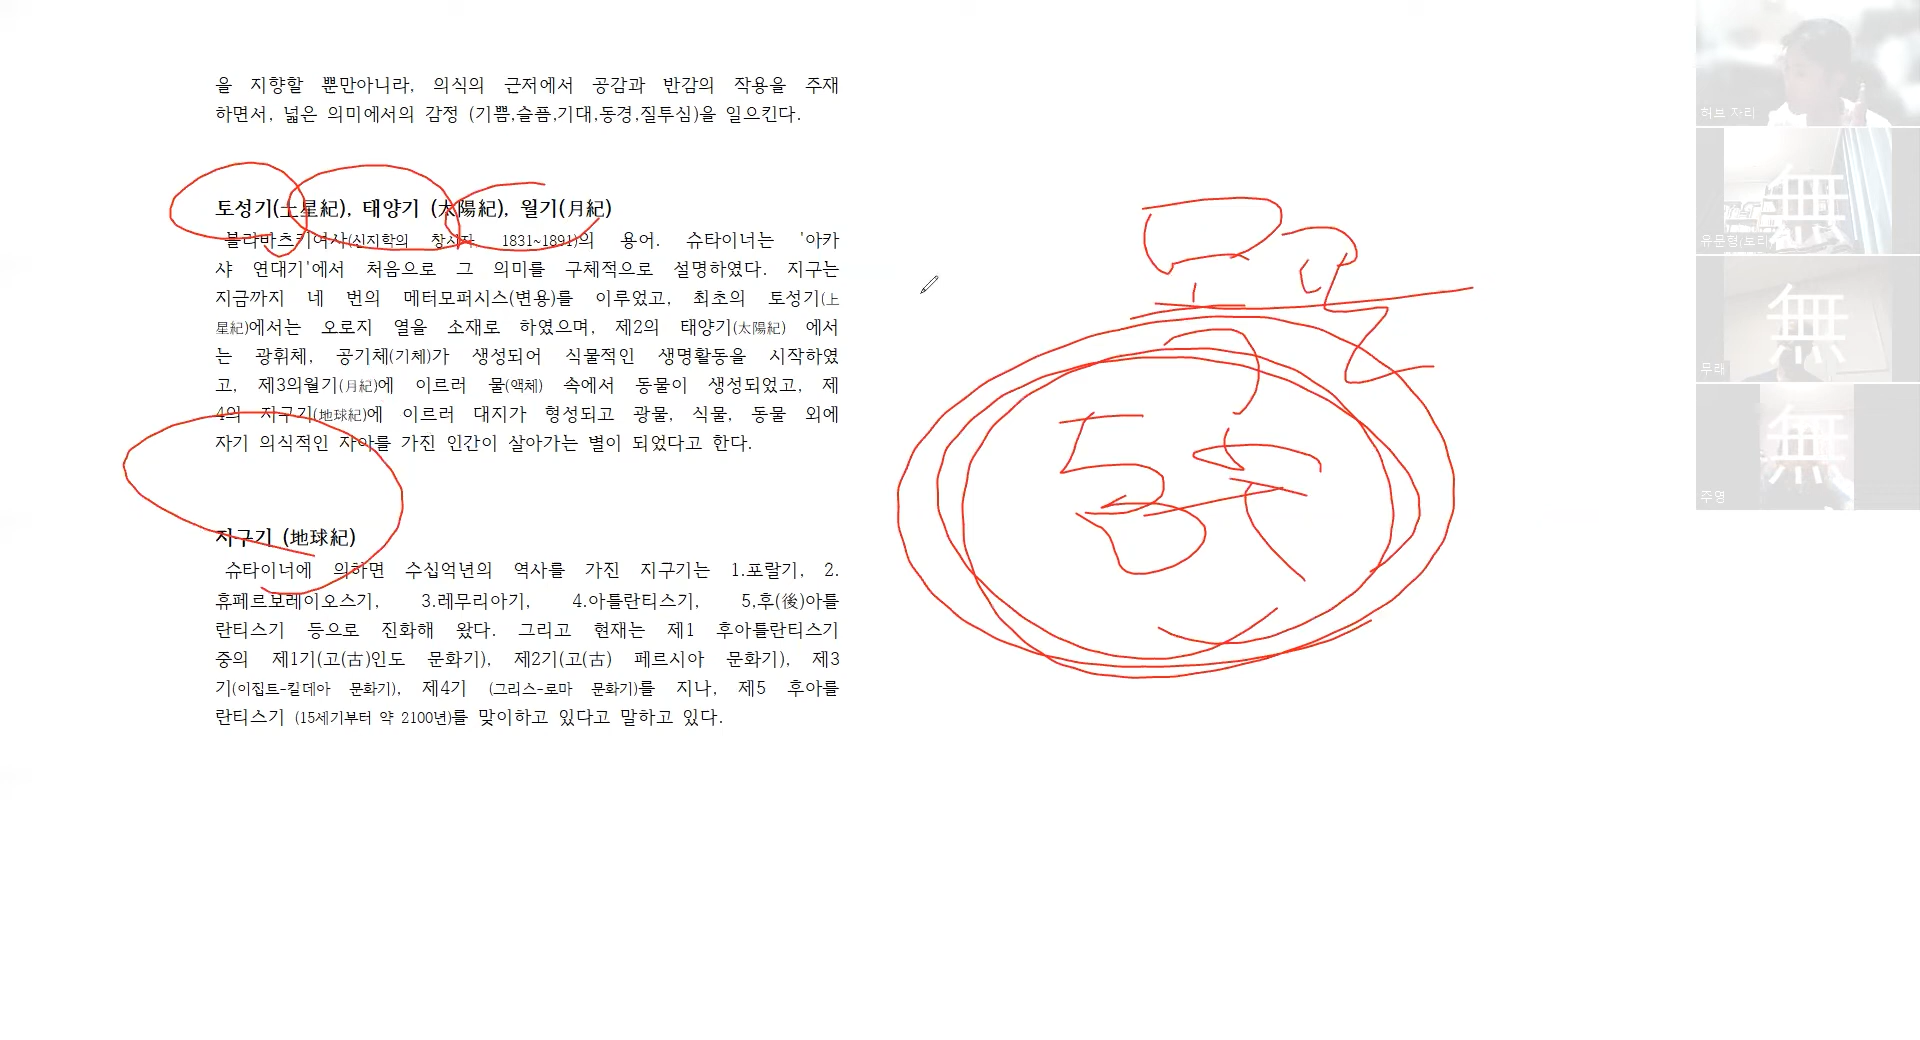 을 지향할 뿐만아니라, 의식의 근저에서 공감과 반감의 작용을 주재
하면서, 넓은 의미에서의 감정 (기쁨,슬픔,기대,동경,질투심)을 일으킨다.
토성기(土星紀), 태양기 (太陽紀), 월기(月紀)
블라바츠키여사(신지학의 창시자. 1831~1891)의 용어. 슈타이너는 '아카
샤 연대기'에서 처음으로 그 의미를 구체적으로 설명하였다. 지구는
지금까지 네 번의 메터모퍼시스(변용)를 이루었고, 최초의 토성기(土
星紀)에서는 오로지 열을 소재로 하였으며, 제2의 태양기(太陽紀) 에서
는 광휘체, 공기체(기체)가 생성되어 식물적인 생명활동을 시작하였
고, 제3의월기(月紀)에 이르러 물(액체) 속에서 동물이 생성되었고, 제
4의 지구기(地球紀)에 이르러 대지가 형성되고 광물, 식물, 동물 외에
자기 의식적인 자아를 가진 인간이 살아가는 별이 되었다고 한다.
지구기 (地球紀)
슈타이너에 의하면 수십억년의 역사를 가진 지구기는 1.포랄기, 2.
휴페르보레이오스기, 3.레무리아기, 4.아틀란티스기, 5,후(後)아틀
란티스기 등으로 진화해 왔다. 그리고 현재는 제1 후아틀란티스기
중의 제1기(고(古)인도 문화기), 제2기(고(古) 페르시아 문화기), 제3
기(이집트-킬데아 문화기), 제4기 (그리스-로마 문화기)를 지나, 제5 후아틀
란티스기 (15세기부터 약 2100년)를 맞이하고 있다고 말하고 있다.
허브 자리
無
유문형(보리
無
무래
無
주영